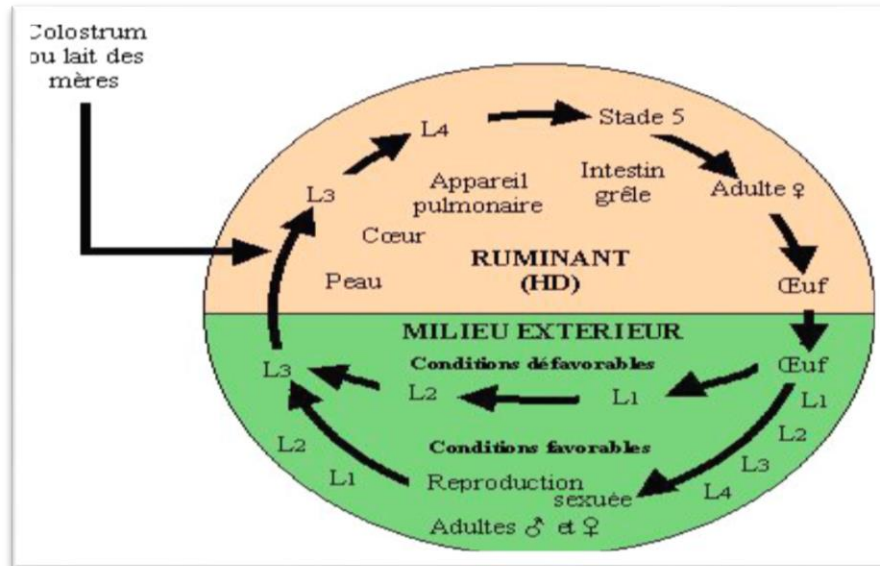 Colostrum
ou lait des
mères
L4
Stade 5
L3
Appareil
pulmonaire
Intestin
grêle
Adulte ♀
Cœur
Peau
RUMINANT
(HD)
Œuf
MILIEU EXTERIEUR
Conditions défavorables
L3
L2
L1
Œuf
L1
L2
L3
L4
Conditions favorables
L2
L1
Reproduction
sexuée
Adultes ♂ et ♀